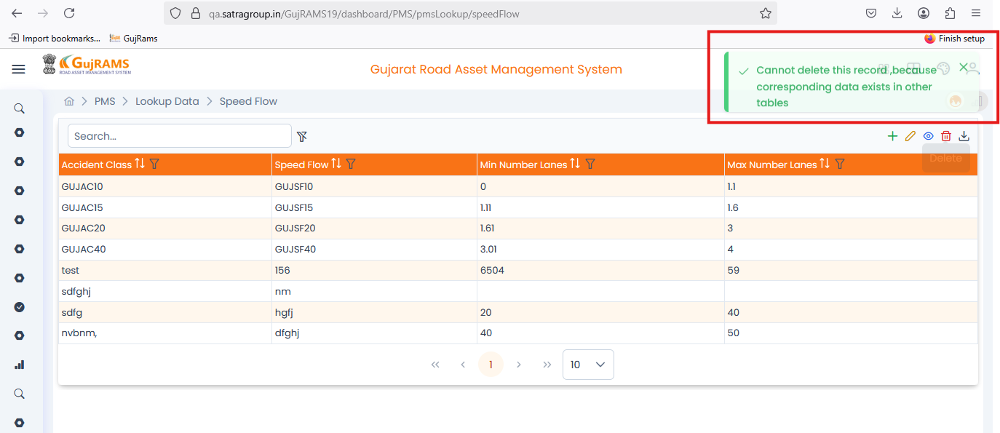 qa.satragroup.in/GujRAMS19/dashboard/PMS/pmsLookup/speedFlow
Import bookmarks... GujRams Finish setup
GujRAMS
ROAD ASSET MANAGEMENT SYSTEM
Gujarat Road Asset Management System
Cannot delete this record ,because
corresponding data exists in other
tables
PMS Lookup Data Speed Flow
Search...
Delete
Accident Class Speed Flow Min Number Lanes Max Number Lanes
GUJAC10 GUJSF10 0 1.1
GUJAC15 GUJSF15 1.11 1.6
GUJAC20 GUJSF20 1.61 3
GUJAC40 GUJSF40 3.01 4
test 156 6504 59
sdfghj nm
sdfg hgfj 20 40
nvbnm, dfghj 40 50
1 10